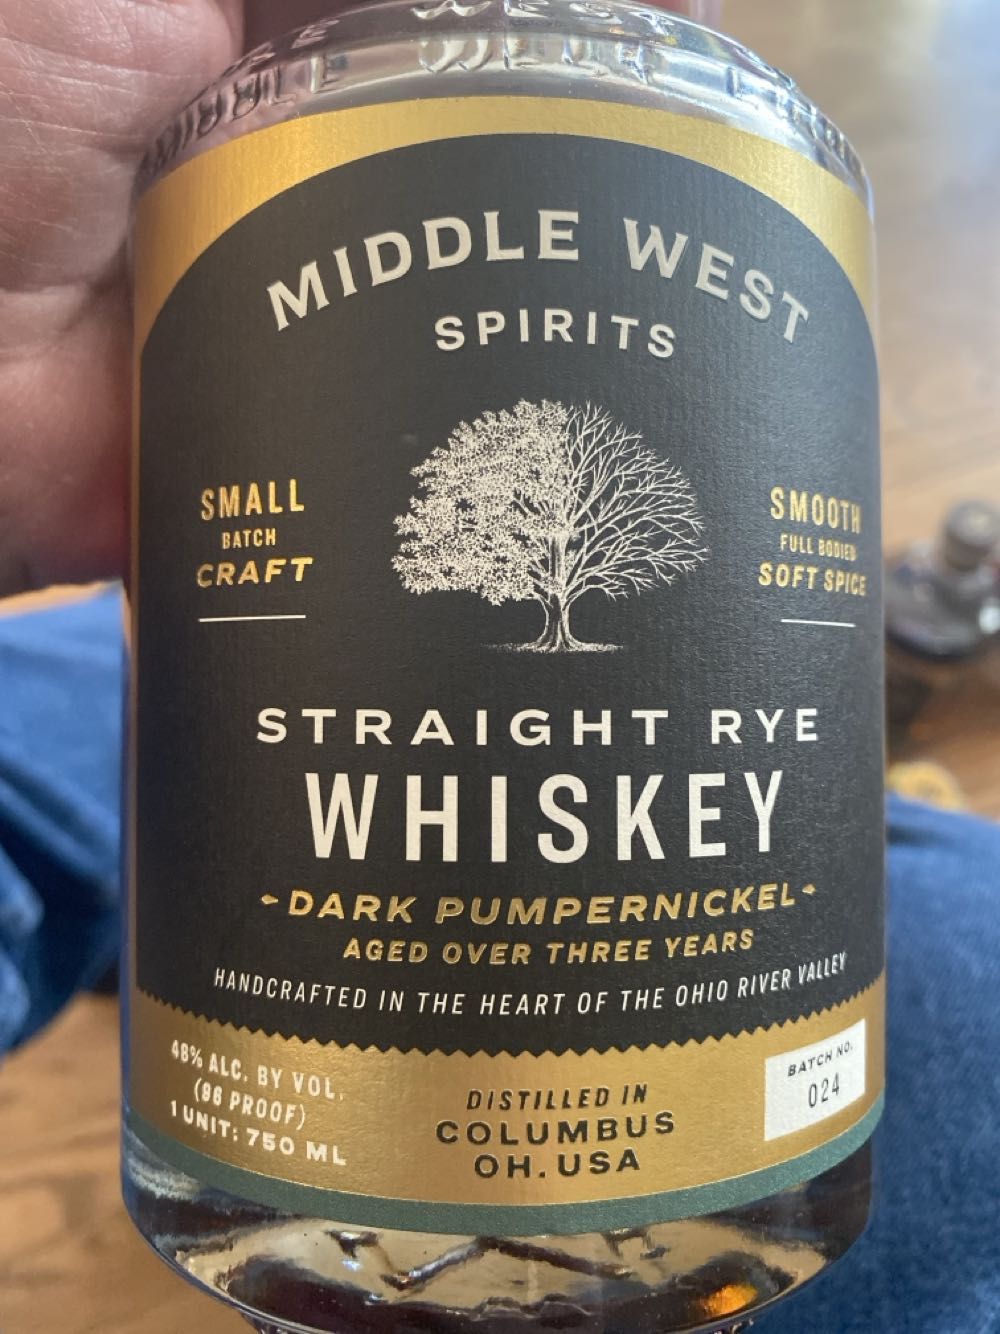 MIDDLE WEST
MIDDLE WEST
SPIRITS
SMALL
BATCH
CRAFT
SMOOTH
FULL BODIED
SOFT SPICE
STRAIGHT RYE
WHISKEY
DARK PUMPERNICKEL
AGED OVER THREE YEARS
HANDCRAFTED IN THE HEART OF THE OHIO RIVER VALLEY
48% ALC. BY VOL.
(96 PROOF)
1 UNIT: 750 ML
DISTILLED IN
COLUMBUS
OH. USA
BATCH NO.
024